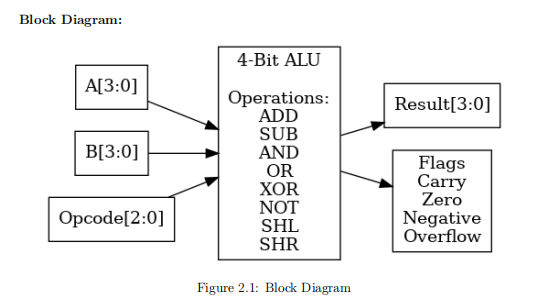 Block Diagram:
A[3:0]
B[3:0]
Opcode[2:0]
4-Bit ALU
Operations:
ADD
SUB
AND
OR
XOR
NOT
SHL
SHR
Result[3:0]
Flags
Carry
Zero
Negative
Overflow
Figure 2.1: Block Diagram